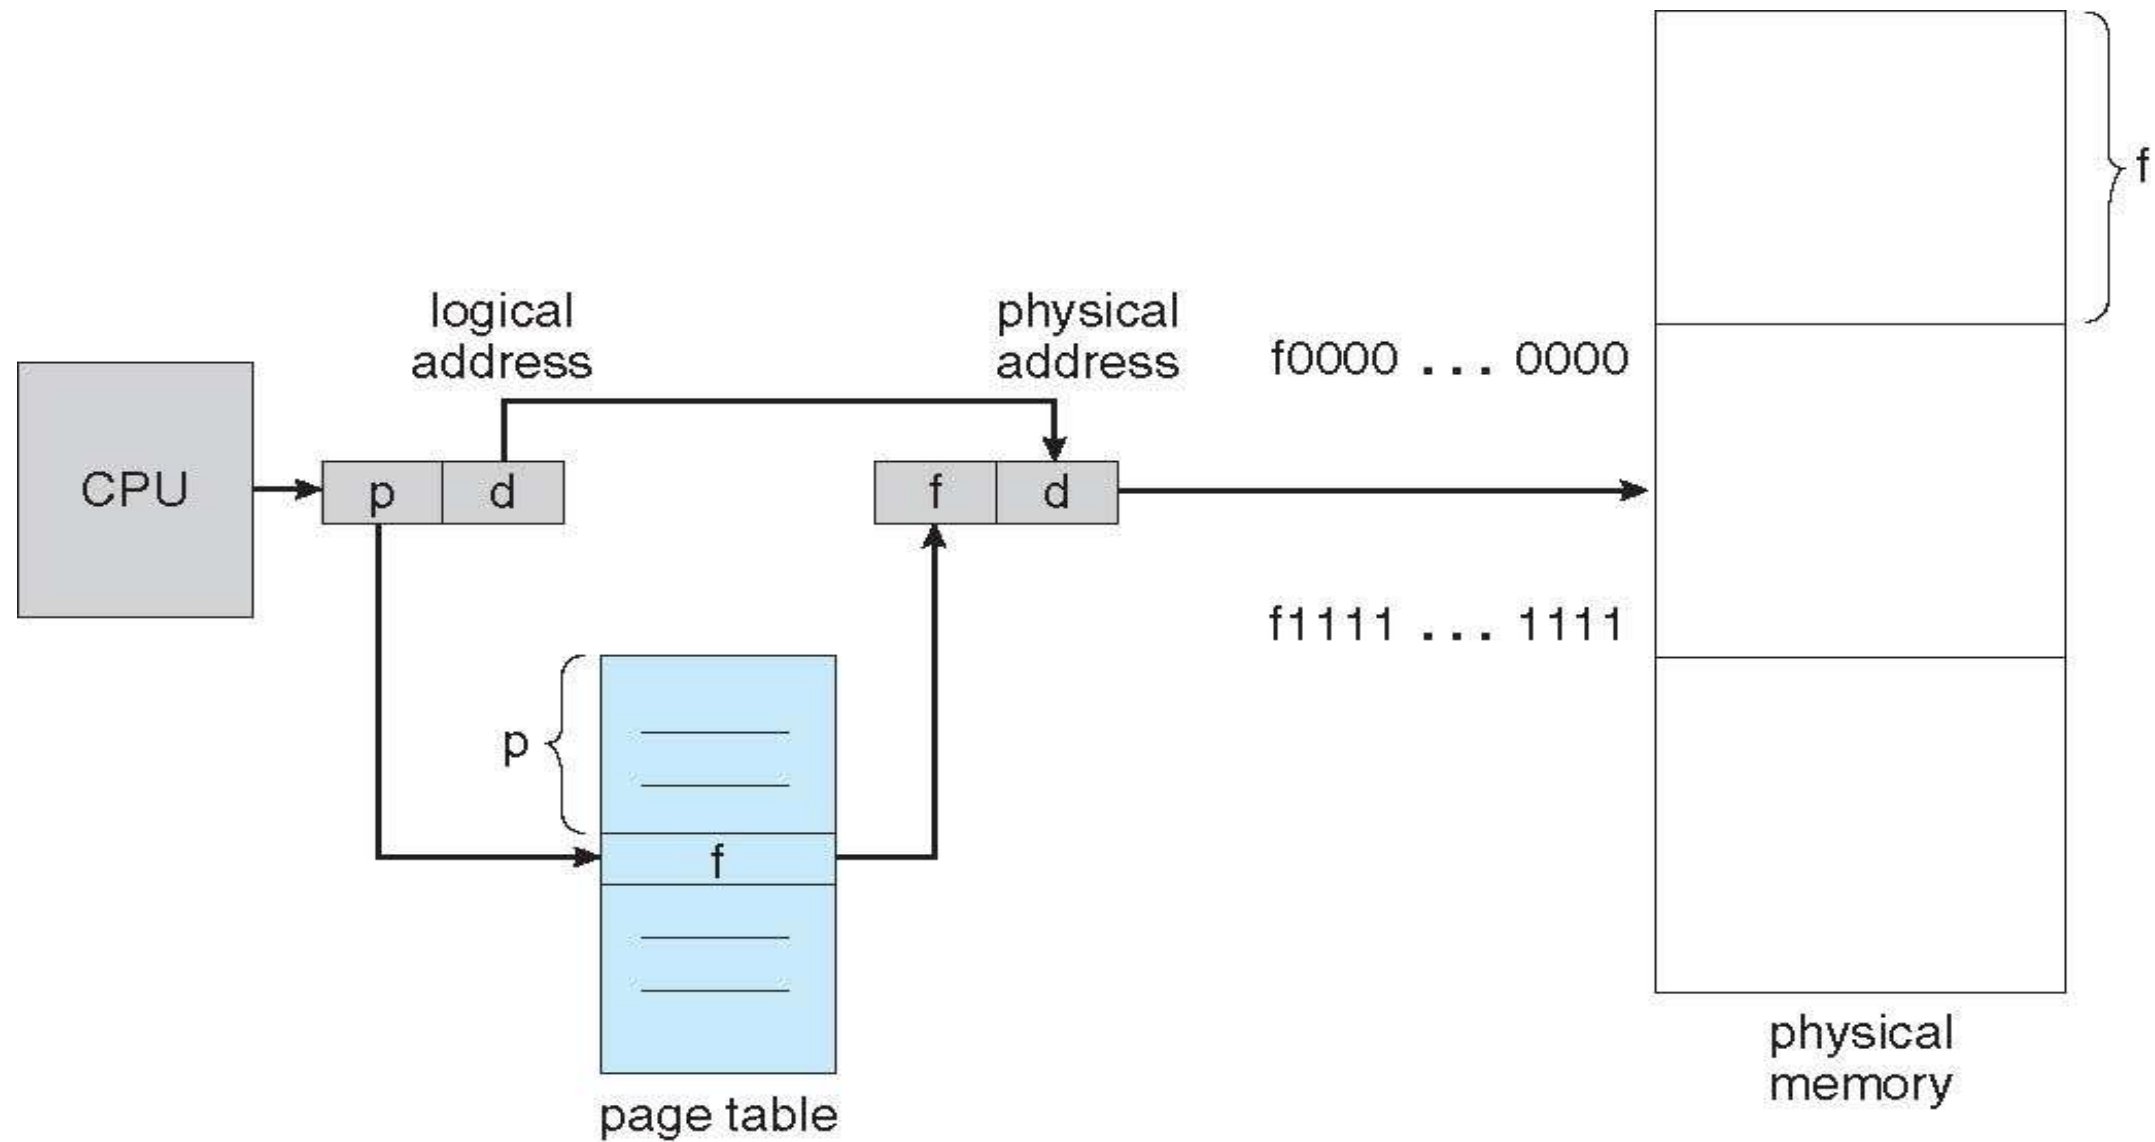 f
logical
address
physical
address
f0000 ... 0000
CPU
p
d
f
d
f1111 ... 1111
p
f
physical
memory
page table